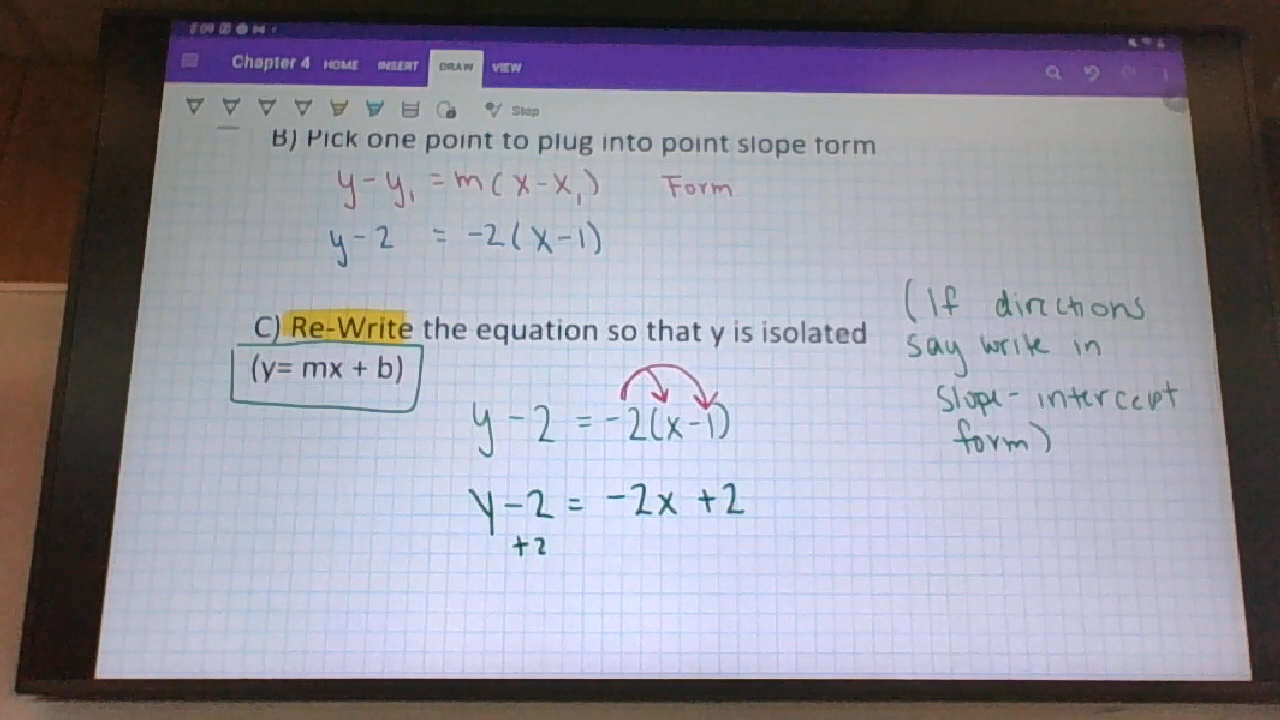 Chapter 4 HOME INSERT DRAW VIEW
Stop
B) Pick one point to plug into point slope form
y - y₁ = m(x - x₁) Form
y - 2 = -2(x - 1)
C) Re-Write the equation so that y is isolated
(y= mx + b)
(If directions
say write in
slope-intercept
form)
y - 2 = -2(x - 1)
y - 2 = -2x + 2
+2